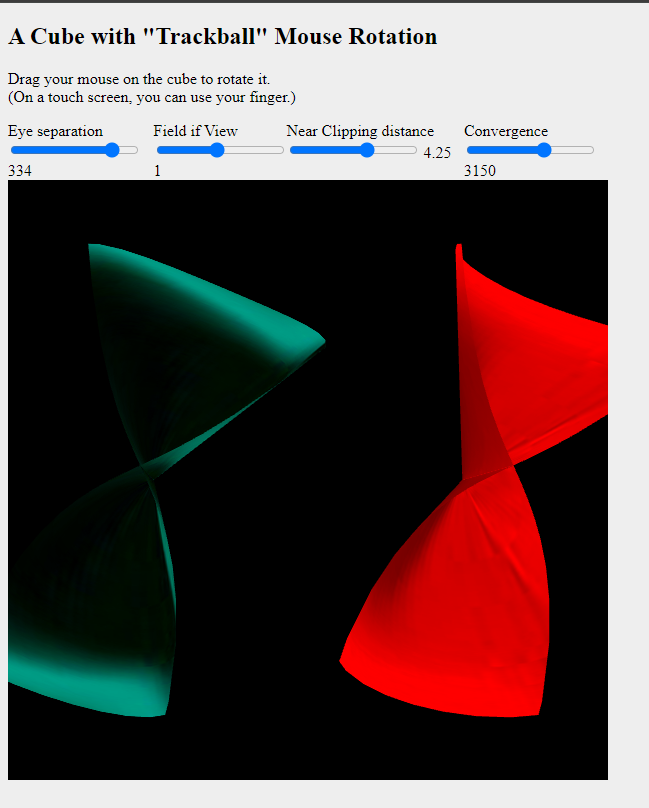 A Cube with "Trackball" Mouse Rotation
Drag your mouse on the cube to rotate it.
(On a touch screen, you can use your finger.)
Eye separation Field if View Near Clipping distance Convergence
4.25
334 1 3150